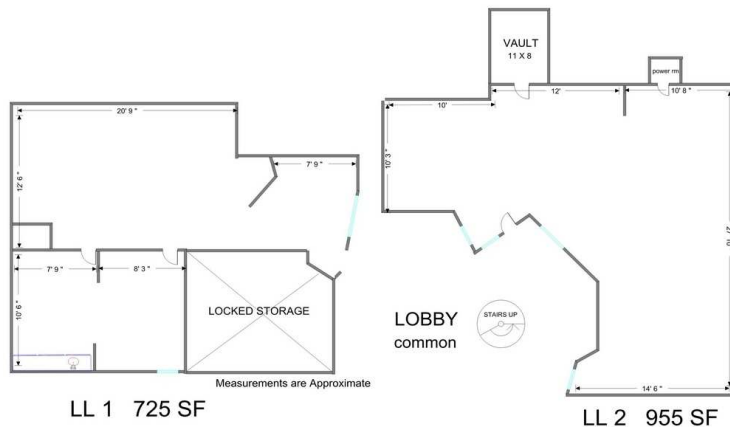 VAULT
11 X 8
power rm
10'
12'
10' 8"
20' 9"
7' 9"
12' 6"
10' 3"
7' 9"
8' 3"
10' 6"
LOCKED STORAGE
LOBBY
common
STAIRS UP
Measurements are Approximate
14' 6"
LL 1 725 SF
LL 2 955 SF